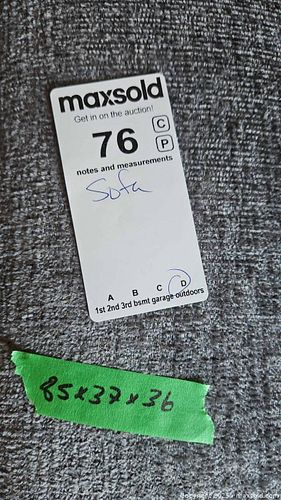 maxsold
Get in on the auction!
76
C
P
notes and measurements
Sofa
A B C D
1st 2nd 3rd bsmt garage outdoors
85x37x36